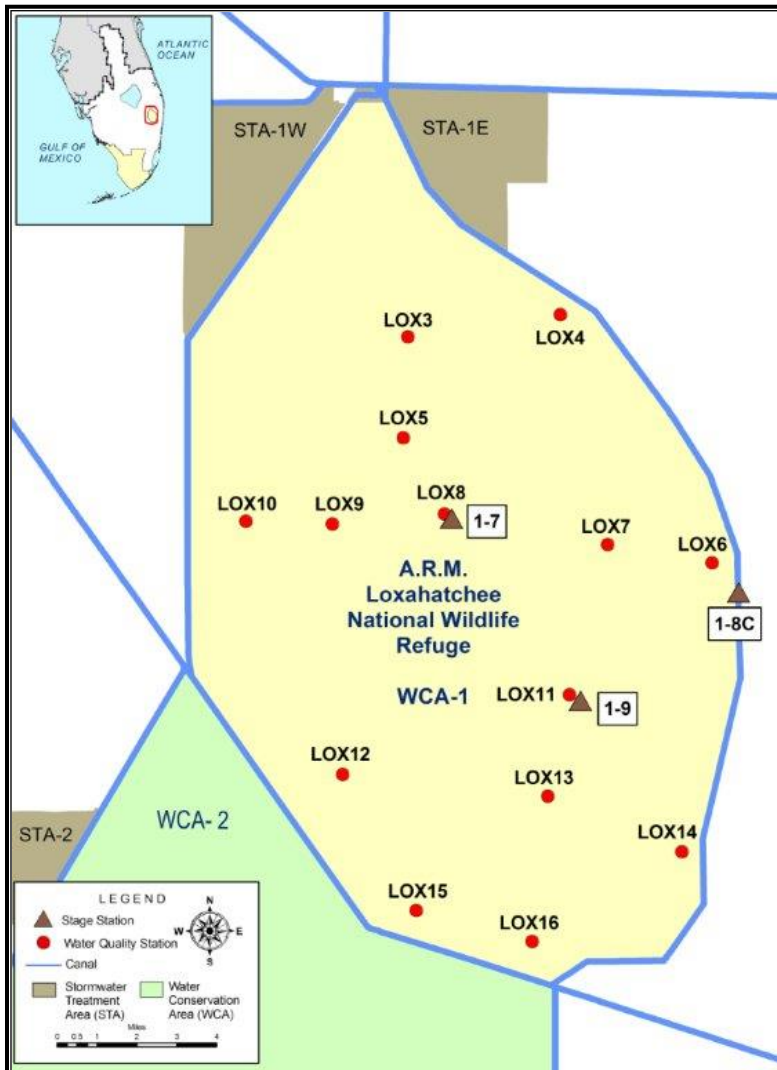 ATLANTIC
OCEAN
GULF OF
MEXICO
STA-1W
STA-1E
LOX3
LOX4
LOX5
LOX8
1-7
LOX10
LOX9
LOX7
LOX6
A.R.M.
Loxahatchee
National Wildlife
Refuge
1-8C
WCA-1
LOX11
1-9
LOX12
LOX13
WCA- 2
STA-2
LOX14
LOX15
LOX16
LEGEND
Stage Station
Water Quality Station
Canal
Stormwater
Treatment
Area (STA)
Water
Conservation
Area (WCA)
N
W
E
S
Miles
0 0.5 1 2 3 4